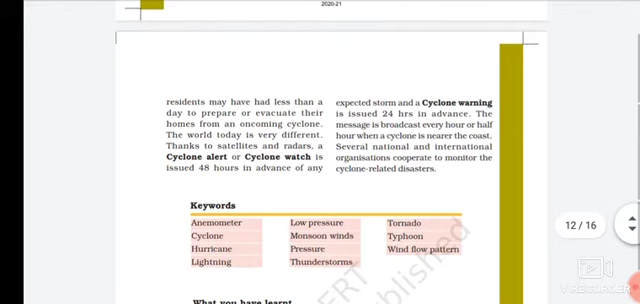 2020-21
residents may have had less than a
day to prepare or evacuate their
homes from an oncoming cyclone.
The world today is very different.
Thanks to satellites and radars, a
Cyclone alert or Cyclone watch is
issued 48 hours in advance of any
expected storm and a Cyclone warning
is issued 24 hrs in advance. The
message is broadcast every hour or half
hour when a cyclone is nearer the coast.
Several national and international
organisations cooperate to monitor the
cyclone-related disasters.
Keywords
Anemometer
Cyclone
Hurricane
Lightning
Low pressure
Monsoon winds
Pressure
Thunderstorms
Tornado
Typhoon
Wind flow pattern
12 / 16
V RECORDER
What you have learnt